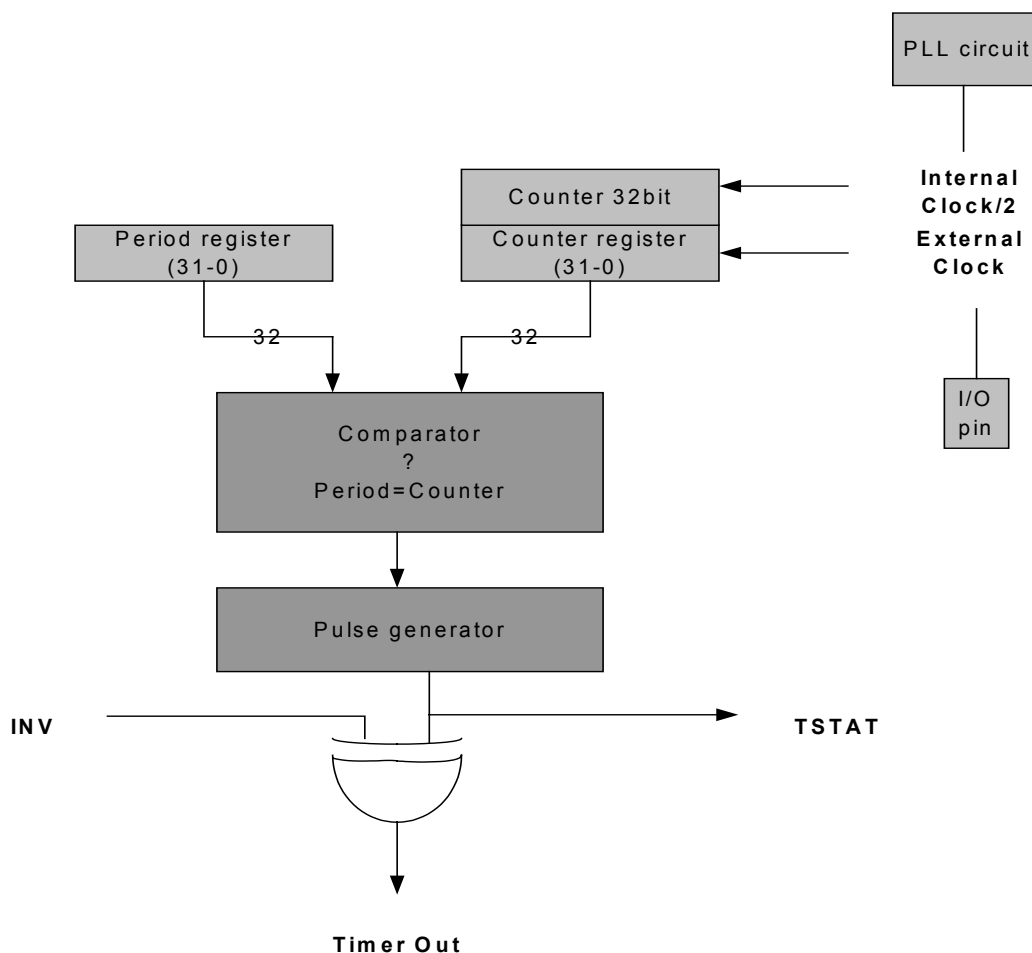 PLL circuit
Internal
Clock/2
External
Clock
Counter 32bit
Counter register
(31-0)
Period register
(31-0)
32
32
I/O
pin
Comparator
?
Period=Counter
Pulse generator
INV
TSTAT
Timer Out